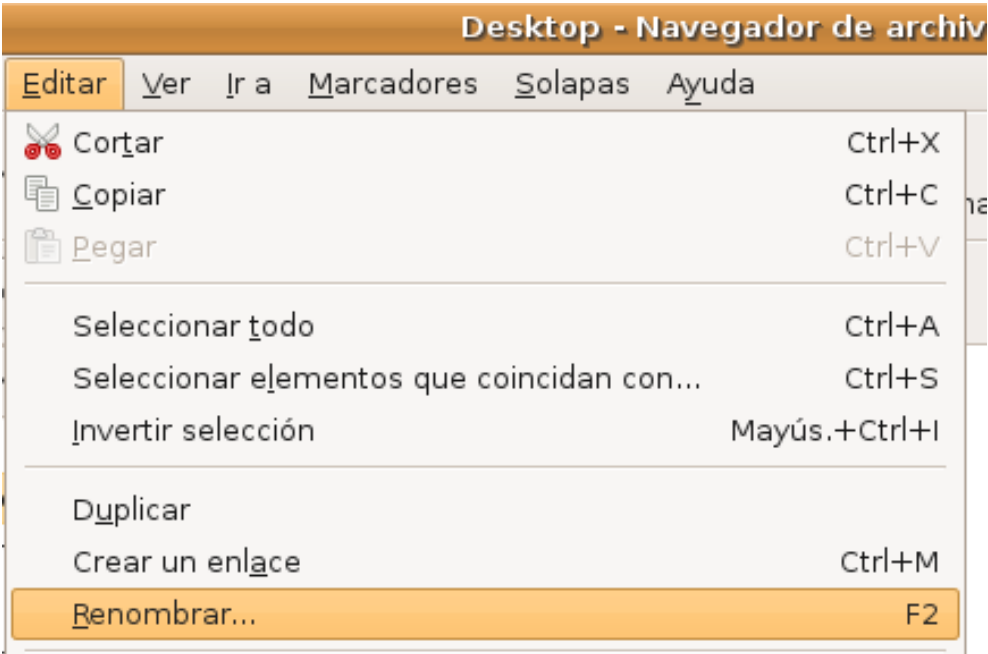 Desktop - Navegador de archiv
Editar Ver Ir a Marcadores Solapas Ayuda
Cortar Ctrl+X
Copiar Ctrl+C
Pegar Ctrl+V
Seleccionar todo Ctrl+A
Seleccionar elementos que coincidan con... Ctrl+S
Invertir selección Mayús.+Ctrl+I
Duplicar
Crear un enlace Ctrl+M
Renombrar... F2